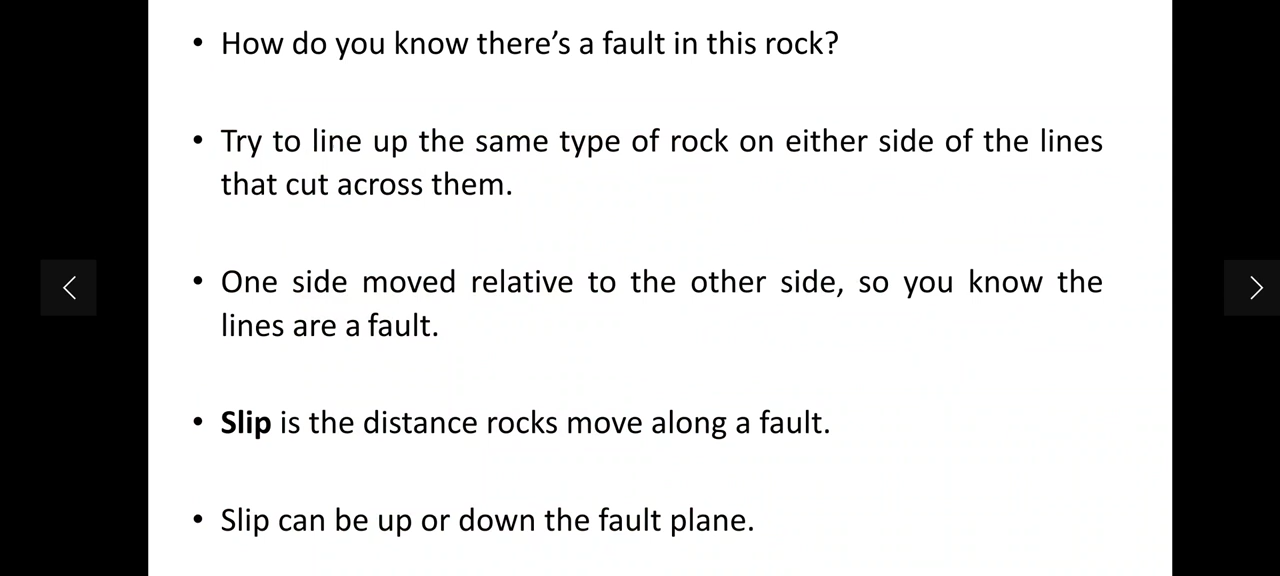 • How do you know there’s a fault in this rock?
• Try to line up the same type of rock on either side of the lines
that cut across them.
• One side moved relative to the other side, so you know the
lines are a fault.
• Slip is the distance rocks move along a fault.
• Slip can be up or down the fault plane.